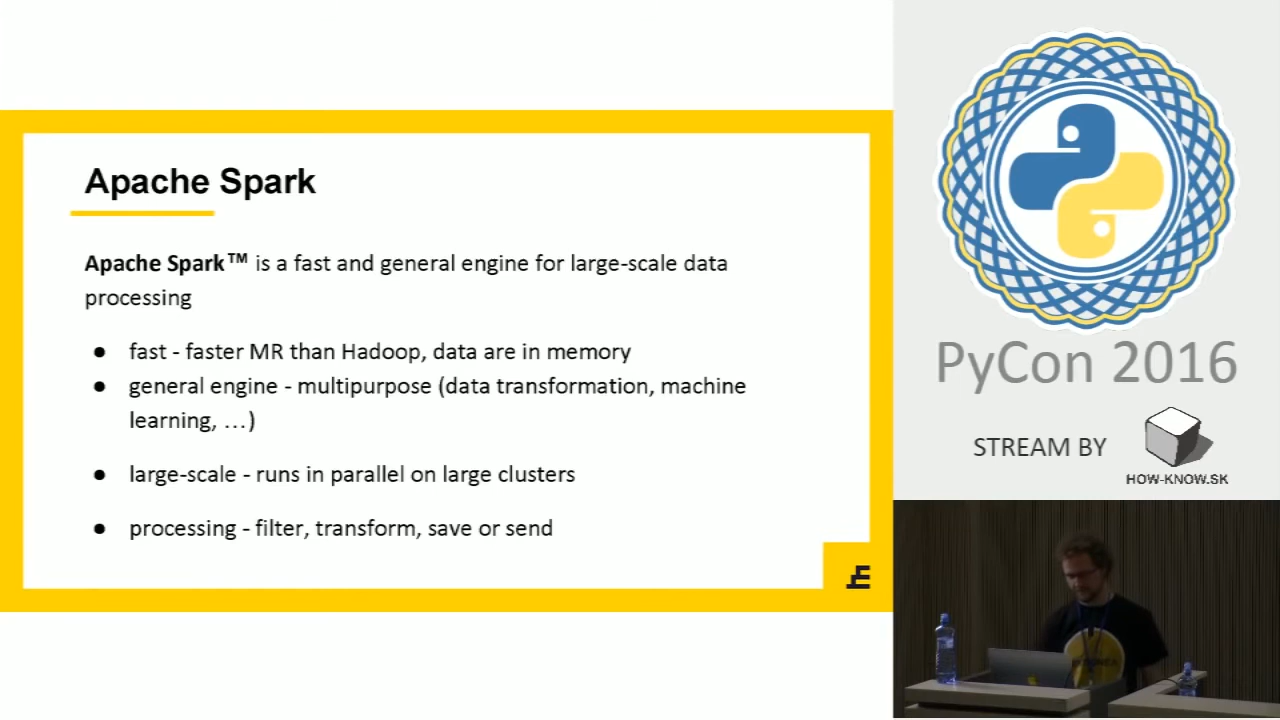 Apache Spark
Apache Spark™ is a fast and general engine for large-scale data
processing
● fast - faster MR than Hadoop, data are in memory
● general engine - multipurpose (data transformation, machine
learning, …)
● large-scale - runs in parallel on large clusters
● processing - filter, transform, save or send
PyCon 2016
STREAM BY
HOW-KNOW.SK